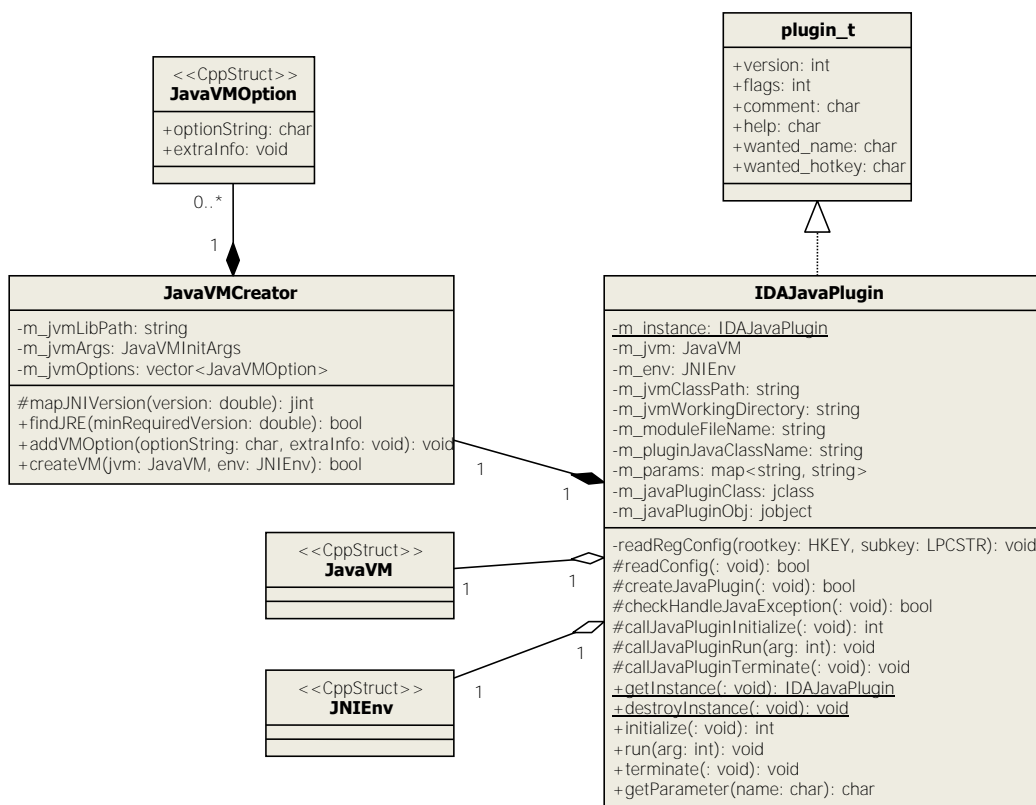 plugin_t
+version: int
+flags: int
+comment: char
+help: char
+wanted_name: char
+wanted_hotkey: char
<<CppStruct>>
JavaVMOption
+optionString: char
+extraInfo: void
0..*
1
JavaVMCreator
-m_jvmLibPath: string
-m_jvmArgs: JavaVMInitArgs
-m_jvmOptions: vector<JavaVMOption>
#mapJNIVersion(version: double): jint
+findJRE(minRequiredVersion: double): bool
+addVMOption(optionString: char, extraInfo: void): void
+createVM(jvm: JavaVM, env: JNIEnv): bool
1
1
<<CppStruct>>
JavaVM
1
1
<<CppStruct>>
JNIEnv
1
1
IDAJavaPlugin
-m_instance: IDAJavaPlugin
-m_jvm: JavaVM
-m_env: JNIEnv
-m_jvmClassPath: string
-m_jvmWorkingDirectory: string
-m_moduleFileName: string
-m_pluginJavaClassName: string
-m_params: map<string, string>
-m_javaPluginClass: jclass
-m_javaPluginObj: jobject
-readRegConfig(rootkey: HKEY, subkey: LPCSTR): void
#readConfig(: void): bool
#createJavaPlugin(: void): bool
#checkHandleJavaException(: void): bool
#callJavaPluginInitialize(: void): int
#callJavaPluginRun(arg: int): void
#callJavaPluginTerminate(: void): void
+getInstance(: void): IDAJavaPlugin
+destroyInstance(: void): void
+initialize(: void): int
+run(arg: int): void
+terminate(: void): void
+getParameter(name: char): char